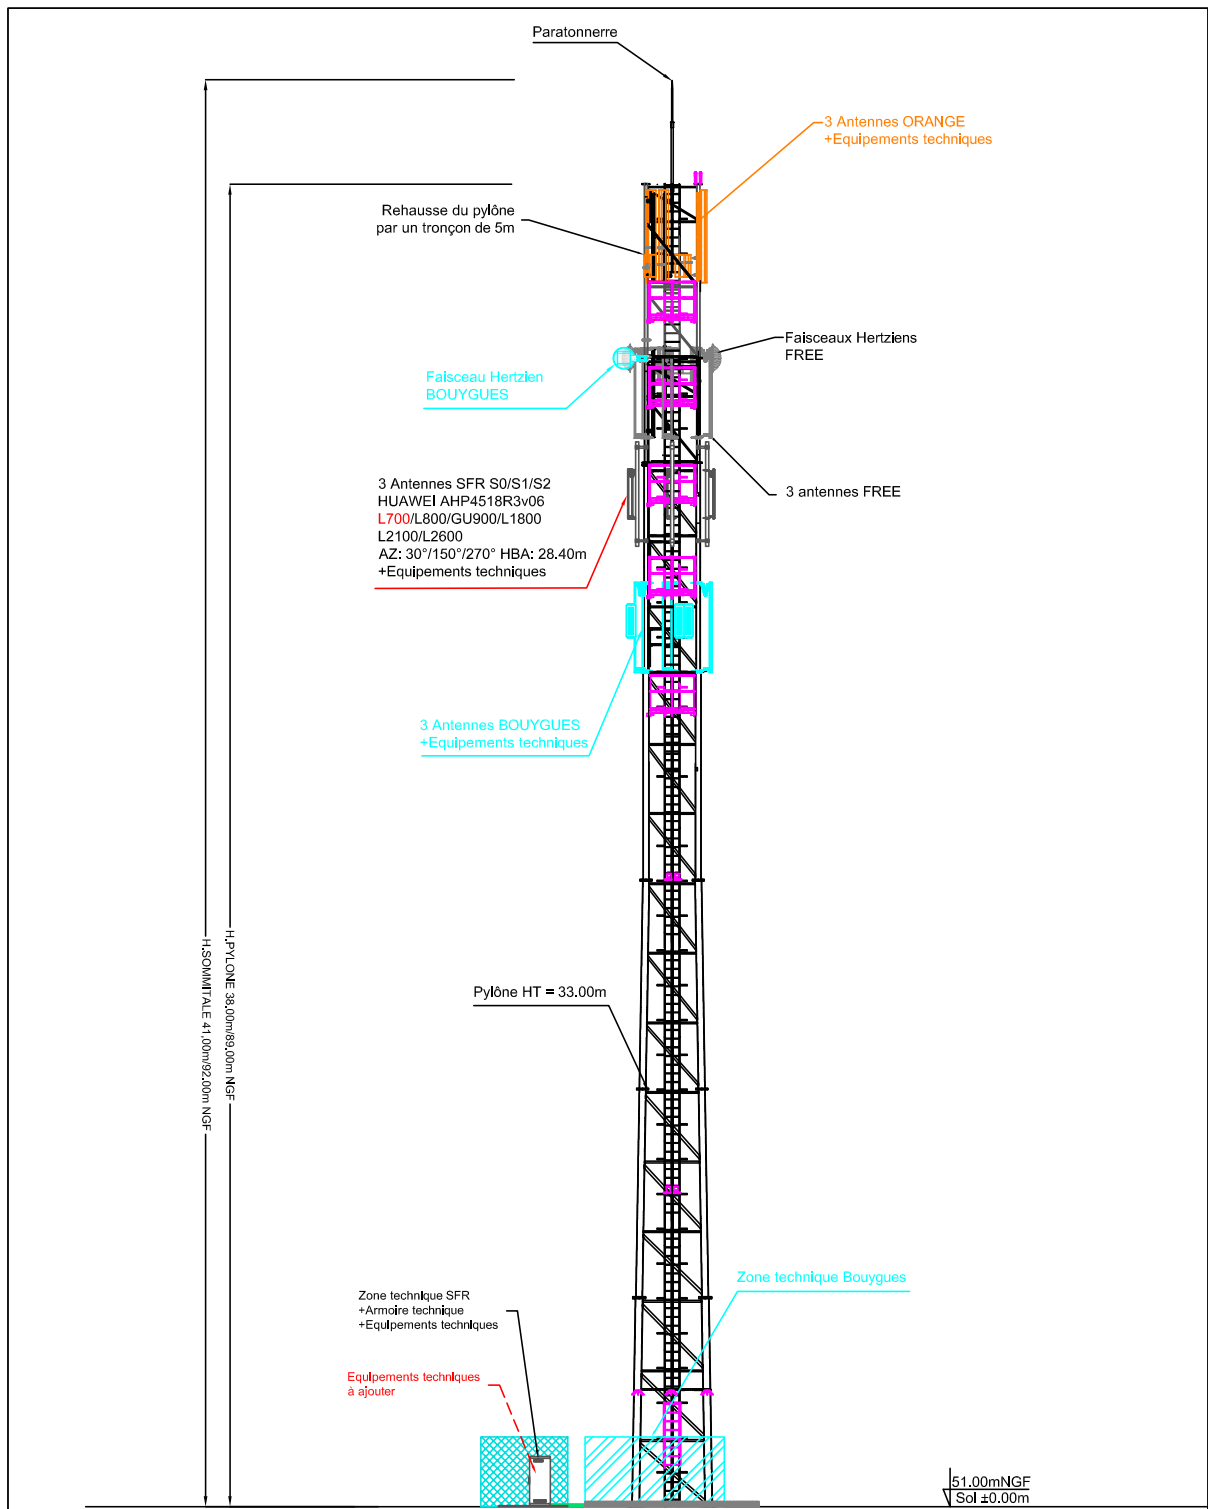 Paratonnerre
3 Antennes ORANGE
+Equipements techniques
Rehausse du pylône
par un tronçon de 5m
Faisceaux Hertziens
FREE
Faisceau Hertzien
BOUYGUES
3 Antennes SFR S0/S1/S2
HUAWEI AHP4518R3v06
L700/L800/GU900/L1800
L2100/L2600
AZ: 30°/150°/270° HBA: 28.40m
+Equipements techniques
3 antennes FREE
3 Antennes BOUYGUES
+Equipements techniques
H.SOMMITALE 41,00m/92.00m NGF
H.PYLONE 38,00m/89,00m NGF
Pylône HT = 33.00m
Zone technique Bouygues
Zone technique SFR
+Armoire technique
+Equipements techniques
Equipements techniques
à ajouter
51.00mNGF
Sol ±0.00m